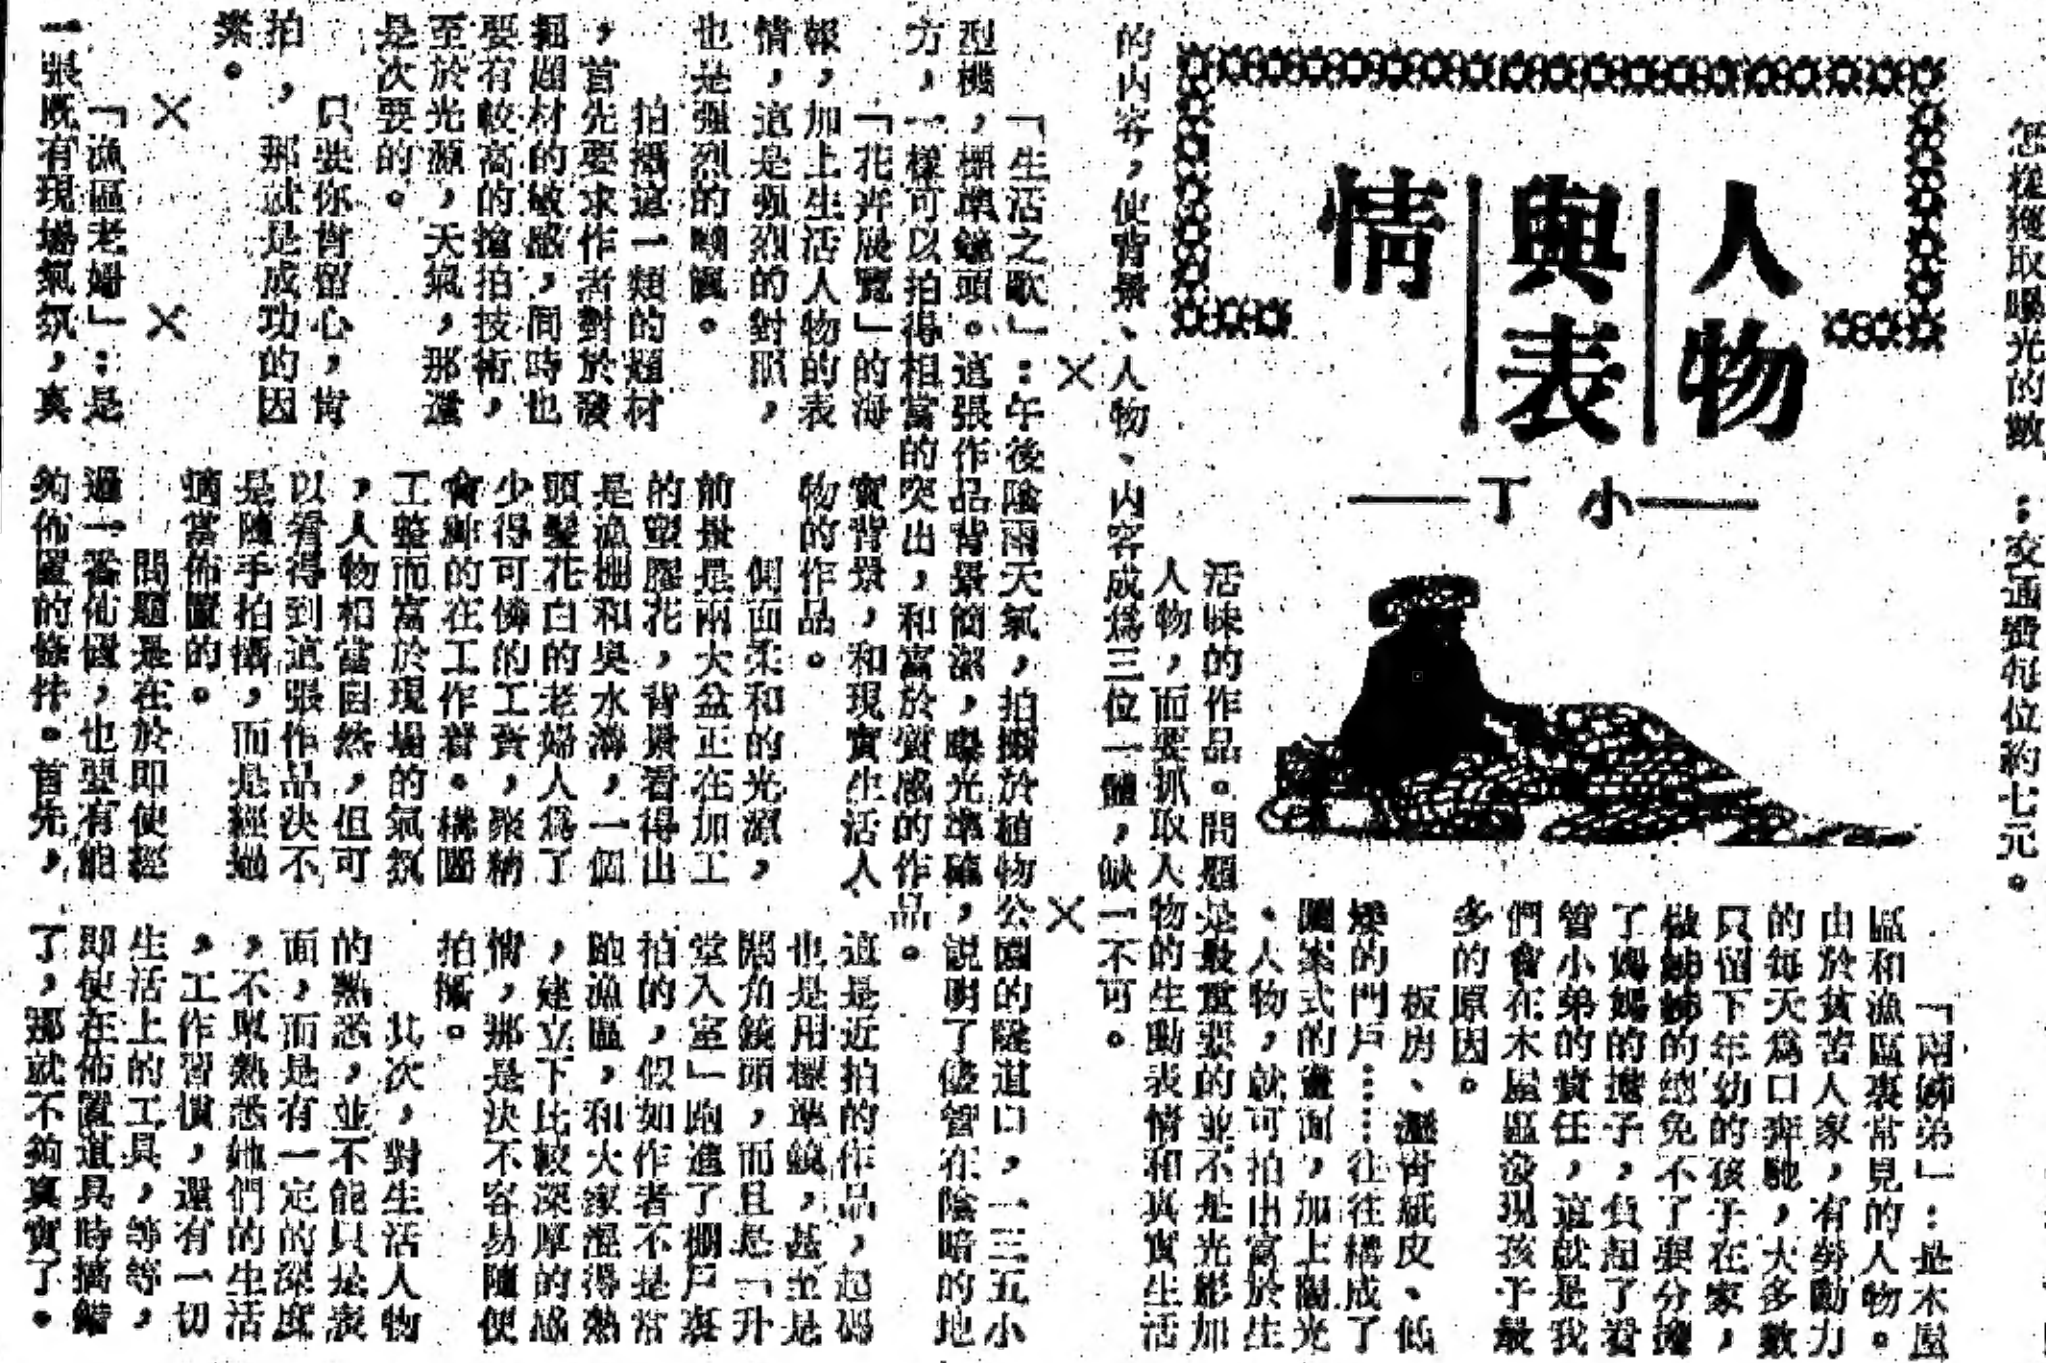 怎樣獲取曝光的數
；交通費每位約七元。
人物
與表
情
小丁
「兩姊弟」：是木屋
區和漁區裏常見的人物。
由於貧苦人家，有勞動力
的每天爲口奔馳，大多數
只留下年幼的孩子在家，
做姊姊的總免不了要分擔
了媽媽的擔子，負起了看
管小弟的責任，這就是我
們會在木屋區發現孩子最
多的原因。
板房、瀝青紙皮、低
矮的門戶……往往構成了
圖案式的畫面，加上陽光
、人物，就可拍出富於生
活味的作品。問題是最重要的並不是光影加
人物，而要抓取人物的生動表情和真實生活
的内容，使背景、人物、内容成爲三位一體，缺一不可。
× ×
「生活之歌」：午後陰雨天氣，拍攝於植物公園的隧道口，一三五小
型機，標準鏡頭。這張作品背景簡潔，曝光準確，説明了儘管在陰暗的地
方，一樣可以拍得相當的突出，和富於質感的作品。
「花卉展覽」的海
報，加上生活人物的表
情，這是强烈的對照，
也是强烈的嘲諷。
拍攝這一類的題材
，首先要求作者對於發
掘題材的敏感，同時也
要有較高的搶拍技術，
至於光源，天氣，那還
是次要的。
只要你肯留心，肯
拍，那就是成功的因
素。
× ×
「漁區老婦」：是
一張既有現場氣氛，真
實背景，和現實生活人
物的作品。
側面柔和的光源，
前景是兩大盆正在加工
的塑膠花，背景看得出
是漁棚和臭水溝，一個
頭髮花白的老婦人爲了
少得可憐的工資，聚精
會神的在工作着。構圖
工整而富於現場的氣氛
，人物相當自然，但可
以看得到這張作品決不
是隨手拍攝，而是經過
適當佈置的。
問題是在於即使經
過一番佈置，也要有能
夠佈置的條件。首先，
這是近拍的作品，起碼
也是用標準鏡，甚至是
闊角鏡頭，而且是「升
堂入室」跑進了棚戶裏
拍的，假如作者不是常
跑漁區，和大家混得熟
，建立下比較深厚的感
情，那是決不容易隨便
拍攝。
其次，對生活人物
的熟悉，並不能只是表
面，而是有一定的深度
，不單熟悉她們的生活
，工作習慣，還有一切
生活上的工具，等等，
即使在佈置道具時搞錯
了，那就不夠真實了。